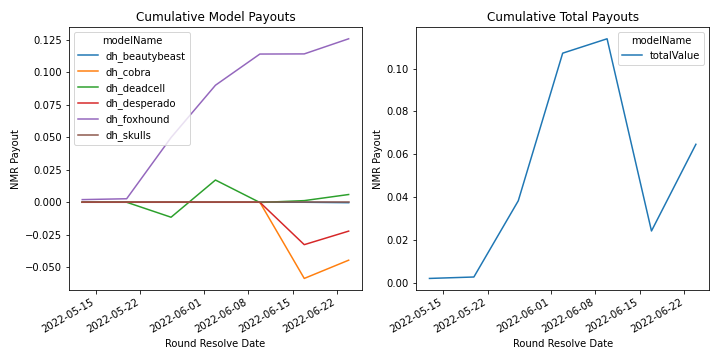 Cumulative Model Payouts
NMR Payout
0.125
0.100
0.075
0.050
0.025
0.000
−0.025
−0.050
modelName
dh_beautybeast
dh_cobra
dh_deadcell
dh_desperado
dh_foxhound
dh_skulls
2022-05-15
2022-05-22
2022-06-01
2022-06-08
2022-06-15
2022-06-22
Round Resolve Date
Cumulative Total Payouts
NMR Payout
0.10
0.08
0.06
0.04
0.02
0.00
modelName
totalValue
2022-05-15
2022-05-22
2022-06-01
2022-06-08
2022-06-15
2022-06-22
Round Resolve Date